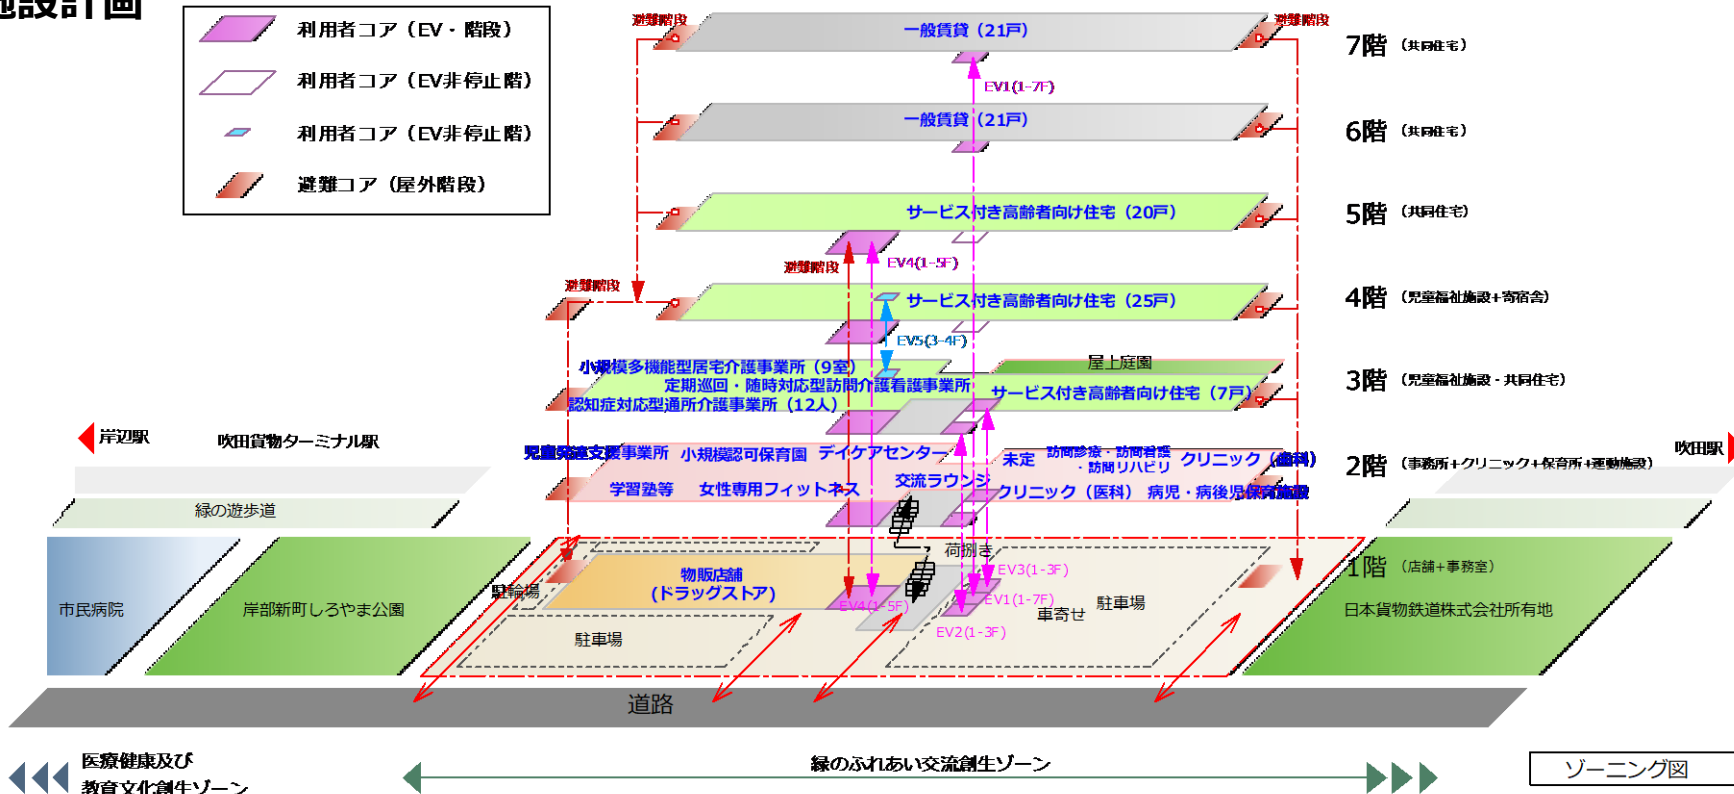 施設計画
利用者コア（EV・階段）
利用者コア（EV非停止階）
利用者コア（EV非停止階）
避難コア（屋外階段）
避難階段
一般賃貸（21戸）
避難階段
7階（共同住宅）
EV1(1-7F)
一般賃貸（21戸）
6階（共同住宅）
サービス付き高齢者向け住宅（20戸）
5階（共同住宅）
避難階段
EV4(1-5F)
避難階段
サービス付き高齢者向け住宅（25戸）
4階（児童福祉施設+寄宿舎）
EV5(3-4F)
小規模多機能型居宅介護事業所（9室）
屋上庭園
定期巡回・随時対応型訪問介護看護事業所
サービス付き高齢者向け住宅（7戸）
3階（児童福祉施設・共同住宅）
認知症対応型通所介護事業所（12人）
岸辺駅
吹田貨物ターミナル駅
吹田駅
児童発達支援事業所
小規模認可保育園
デイケアセンター
未定
訪問診療・訪問看護
・訪問リハビリ
クリニック（歯科）
2階（事務所+クリニック+保育所+運動施設）
学習塾等
女性専用フィットネス
交流ラウンジ
クリニック（医科）
病児・病後児保育施設
緑の遊歩道
荷捌き
1階（店舗+事務室）
物販店舗
(ドラッグストア)
EV3(1-3F)
駐輪場
EV4(1-5F)
EV1(1-7F)
車寄せ
駐車場
市民病院
岸部新町しろやま公園
日本貨物鉄道株式会社所有地
駐車場
EV2(1-3F)
道路
医療健康及び
教育文化創生ゾーン
緑のふれあい交流創生ゾーン
ゾーニング図